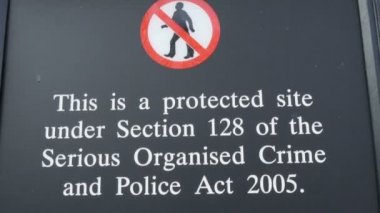 This is a protected site
under Section 128 of the
Serious Organised Crime
and Police Act 2005.